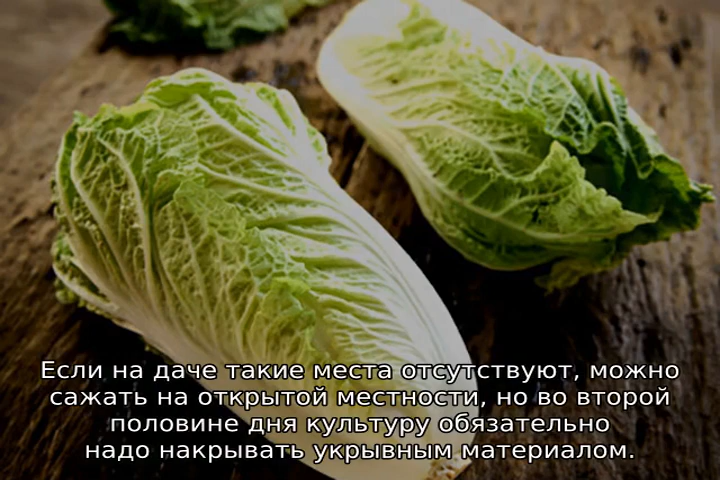 Если на даче такие места отсутствуют, можно
сажать на открытой местности, но во второй
половине дня культуру обязательно
надо накрывать укрывным материалом.